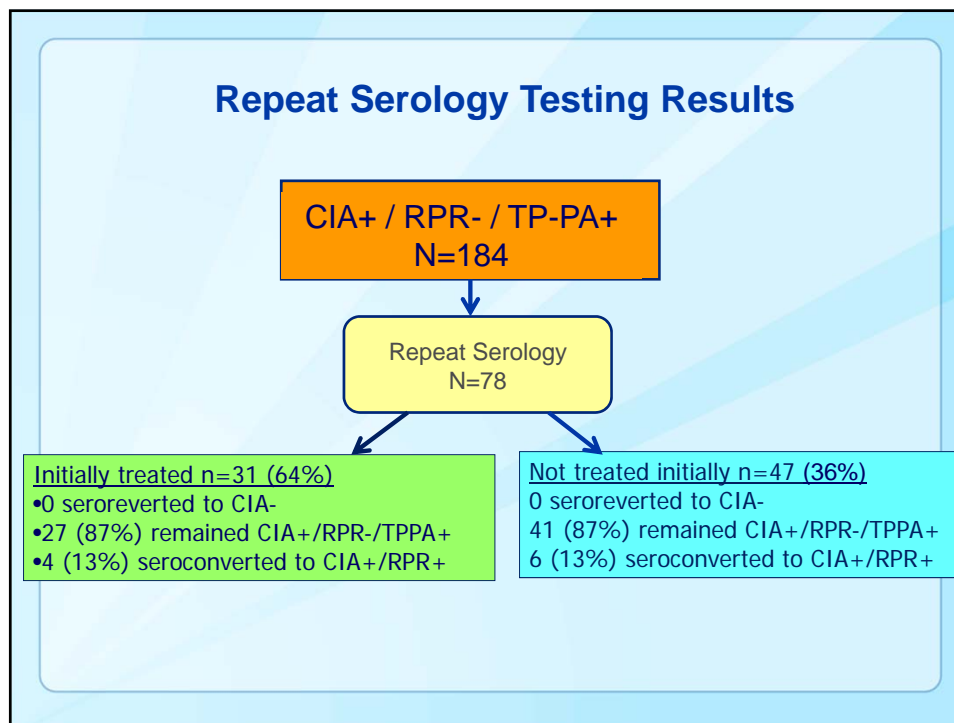 Repeat Serology Testing Results
CIA+ / RPR- / TP-PA+
N=184
Repeat Serology
N=78
Initially treated n=31 (64%)
•0 seroreverted to CIA-
•27 (87%) remained CIA+/RPR-/TPPA+
•4 (13%) seroconverted to CIA+/RPR+
Not treated initially n=47 (36%)
0 seroreverted to CIA-
41 (87%) remained CIA+/RPR-/TPPA+
6 (13%) seroconverted to CIA+/RPR+